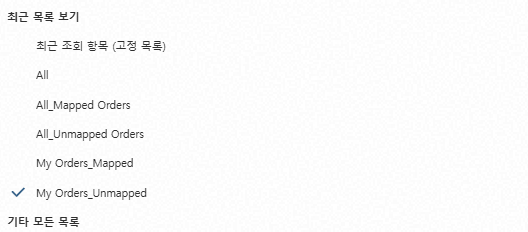 최근 목록 보기
최근 조회 항목 (고정 목록)
All
All_Mapped Orders
All_Unmapped Orders
My Orders_Mapped
My Orders_Unmapped
기타 모든 목록